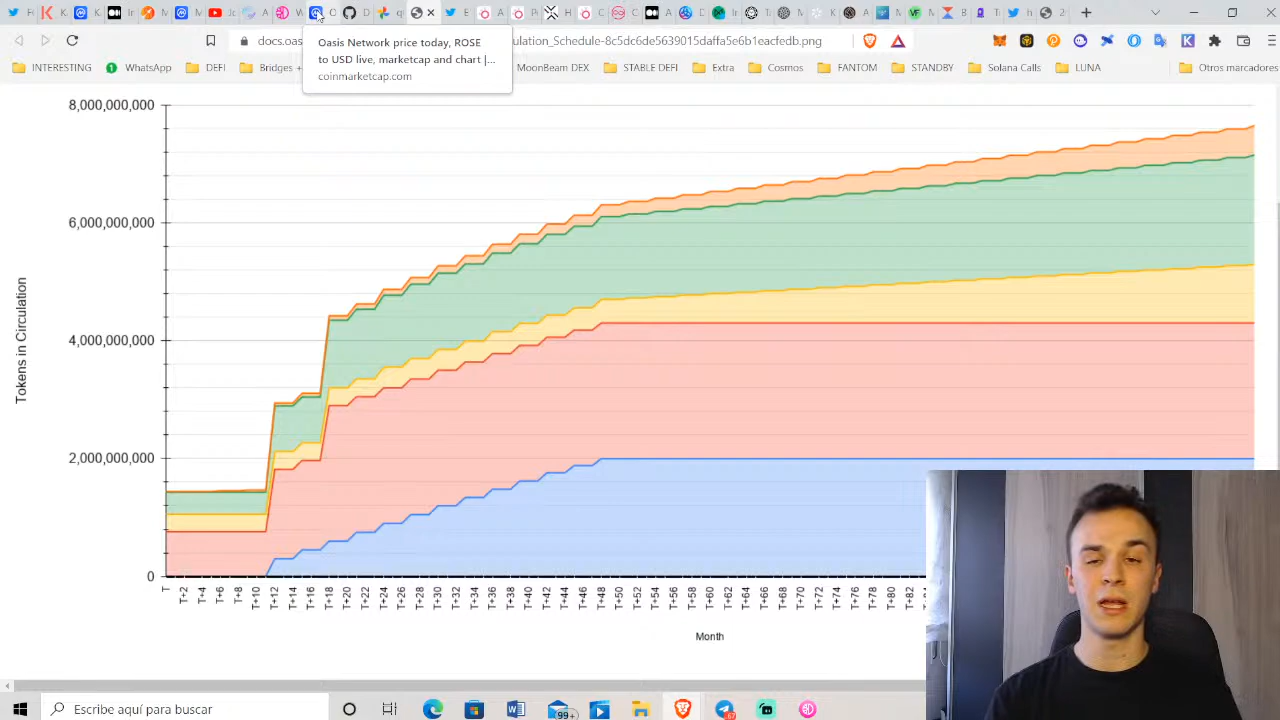 docs.oas
ulation_Schedule-8c5dc6de5639015daffa5e6b1eacfedb.png
Oasis Network price today, ROSE
to USD live, marketcap and chart |...
coinmarketcap.com
INTERESTING
WhatsApp
DEFI
Bridges +
MoonBeam DEX
STABLE DEFI
Extra
Cosmos
FANTOM
STANDBY
Solana Calls
LUNA
Otros marcadores
8,000,000,000
6,000,000,000
4,000,000,000
2,000,000,000
0
Tokens in Circulation
T
T+2
T+4
T+6
T+8
T+10
T+12
T+14
T+16
T+18
T+20
T+22
T+24
T+26
T+28
T+30
T+32
T+34
T+36
T+38
T+40
T+42
T+44
T+46
T+48
T+50
T+52
T+54
T+56
T+58
T+60
T+62
T+64
T+66
T+68
T+70
T+72
T+74
T+76
T+78
T+80
T+82
Month
Escribe aquí para buscar
99+
67